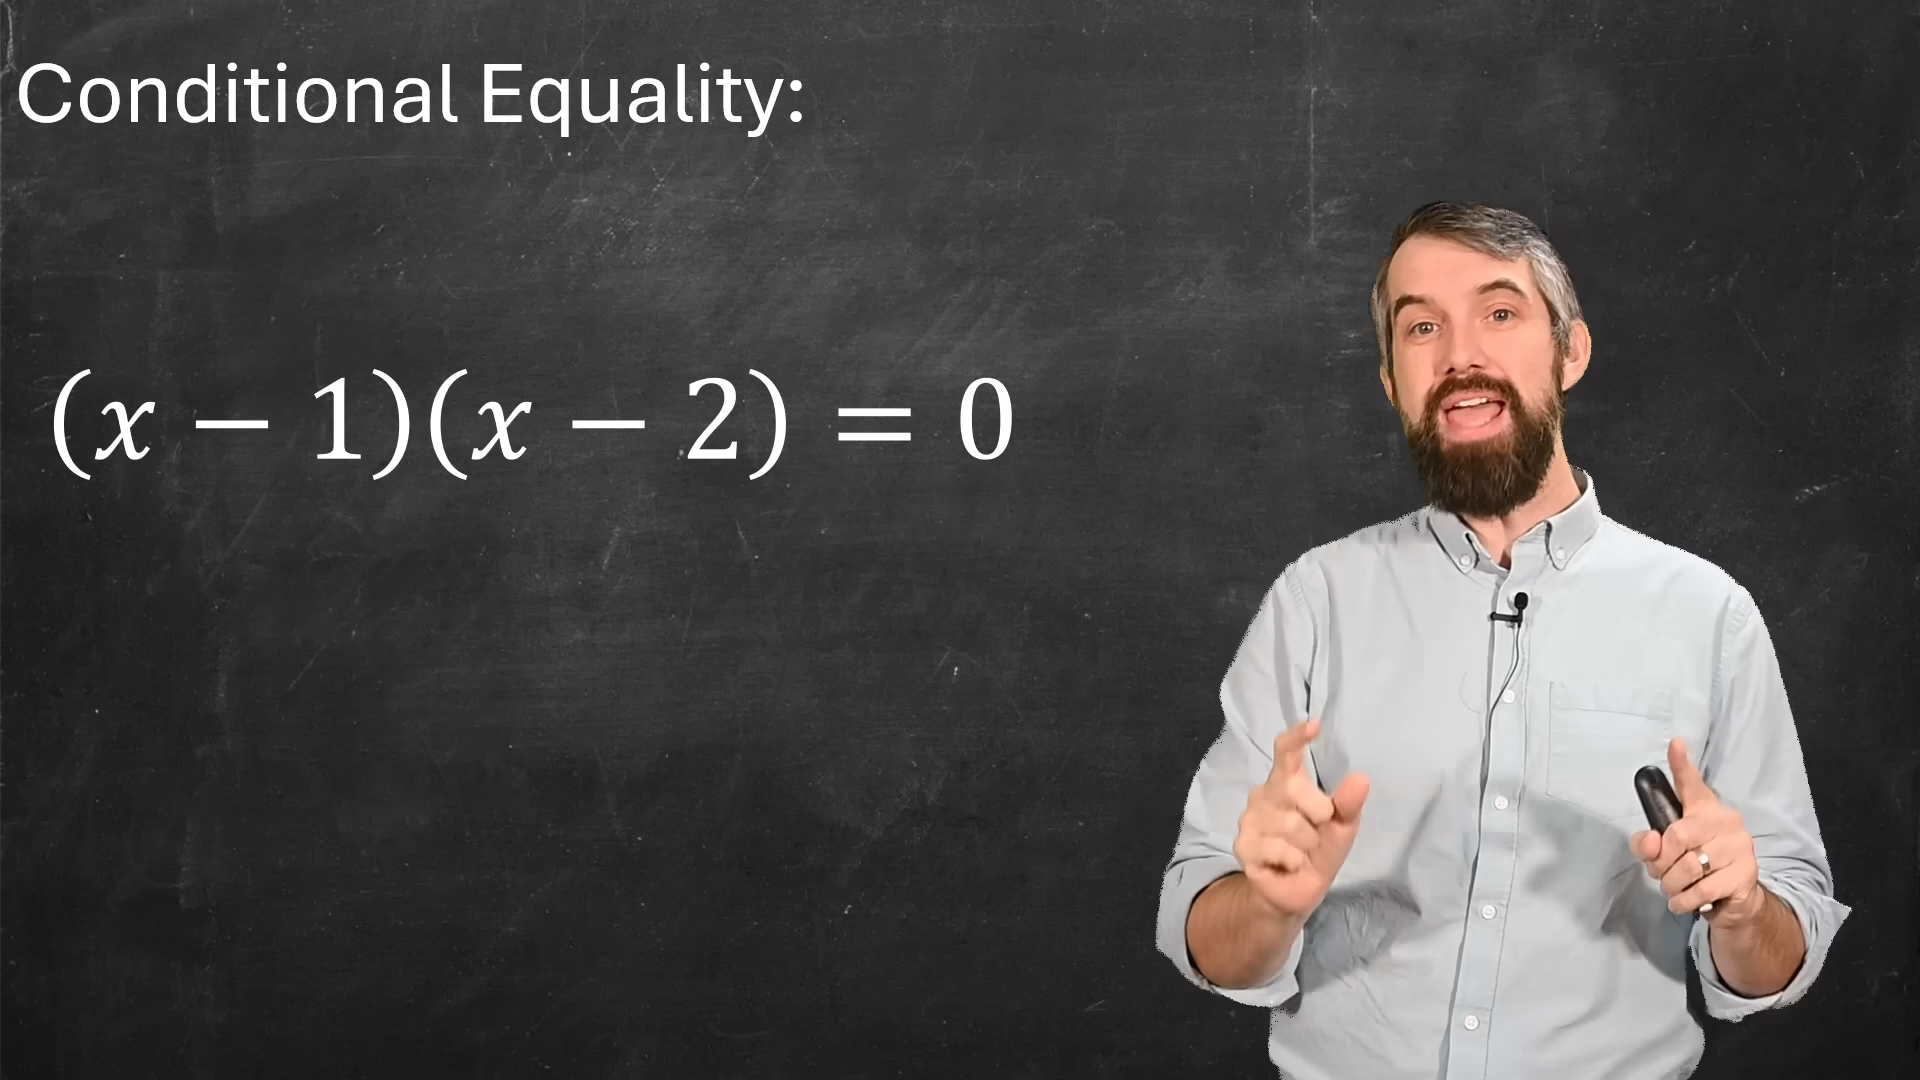 Conditional Equality:
(x − 1)(x − 2) = 0